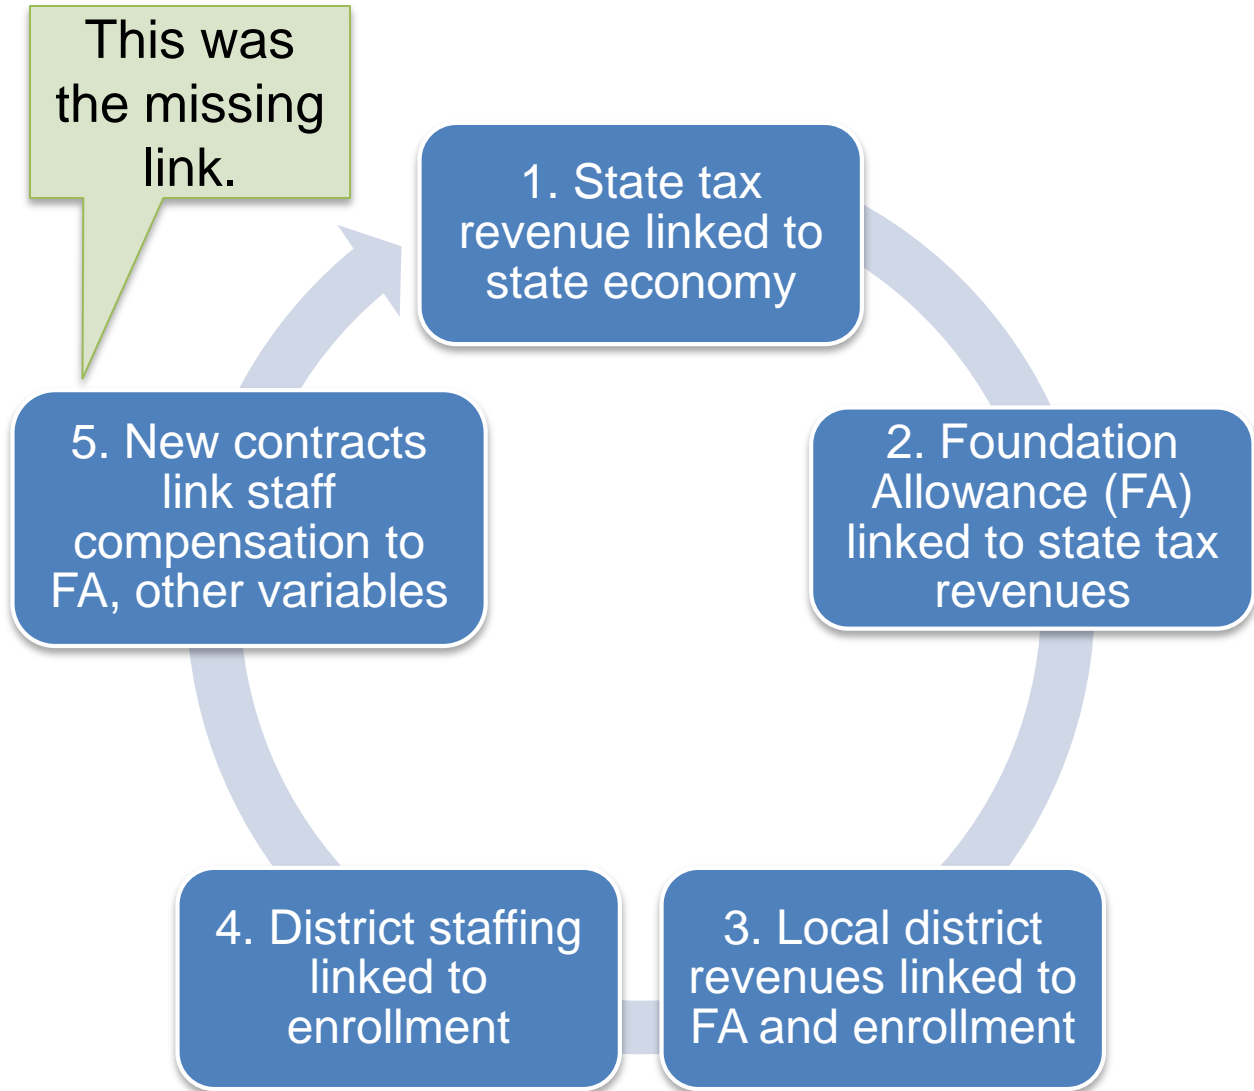 This was
the missing
link.
1. State tax
revenue linked to
state economy
2. Foundation
Allowance (FA)
linked to state tax
revenues
3. Local district
revenues linked to
FA and enrollment
4. District staffing
linked to
enrollment
5. New contracts
link staff
compensation to
FA, other variables